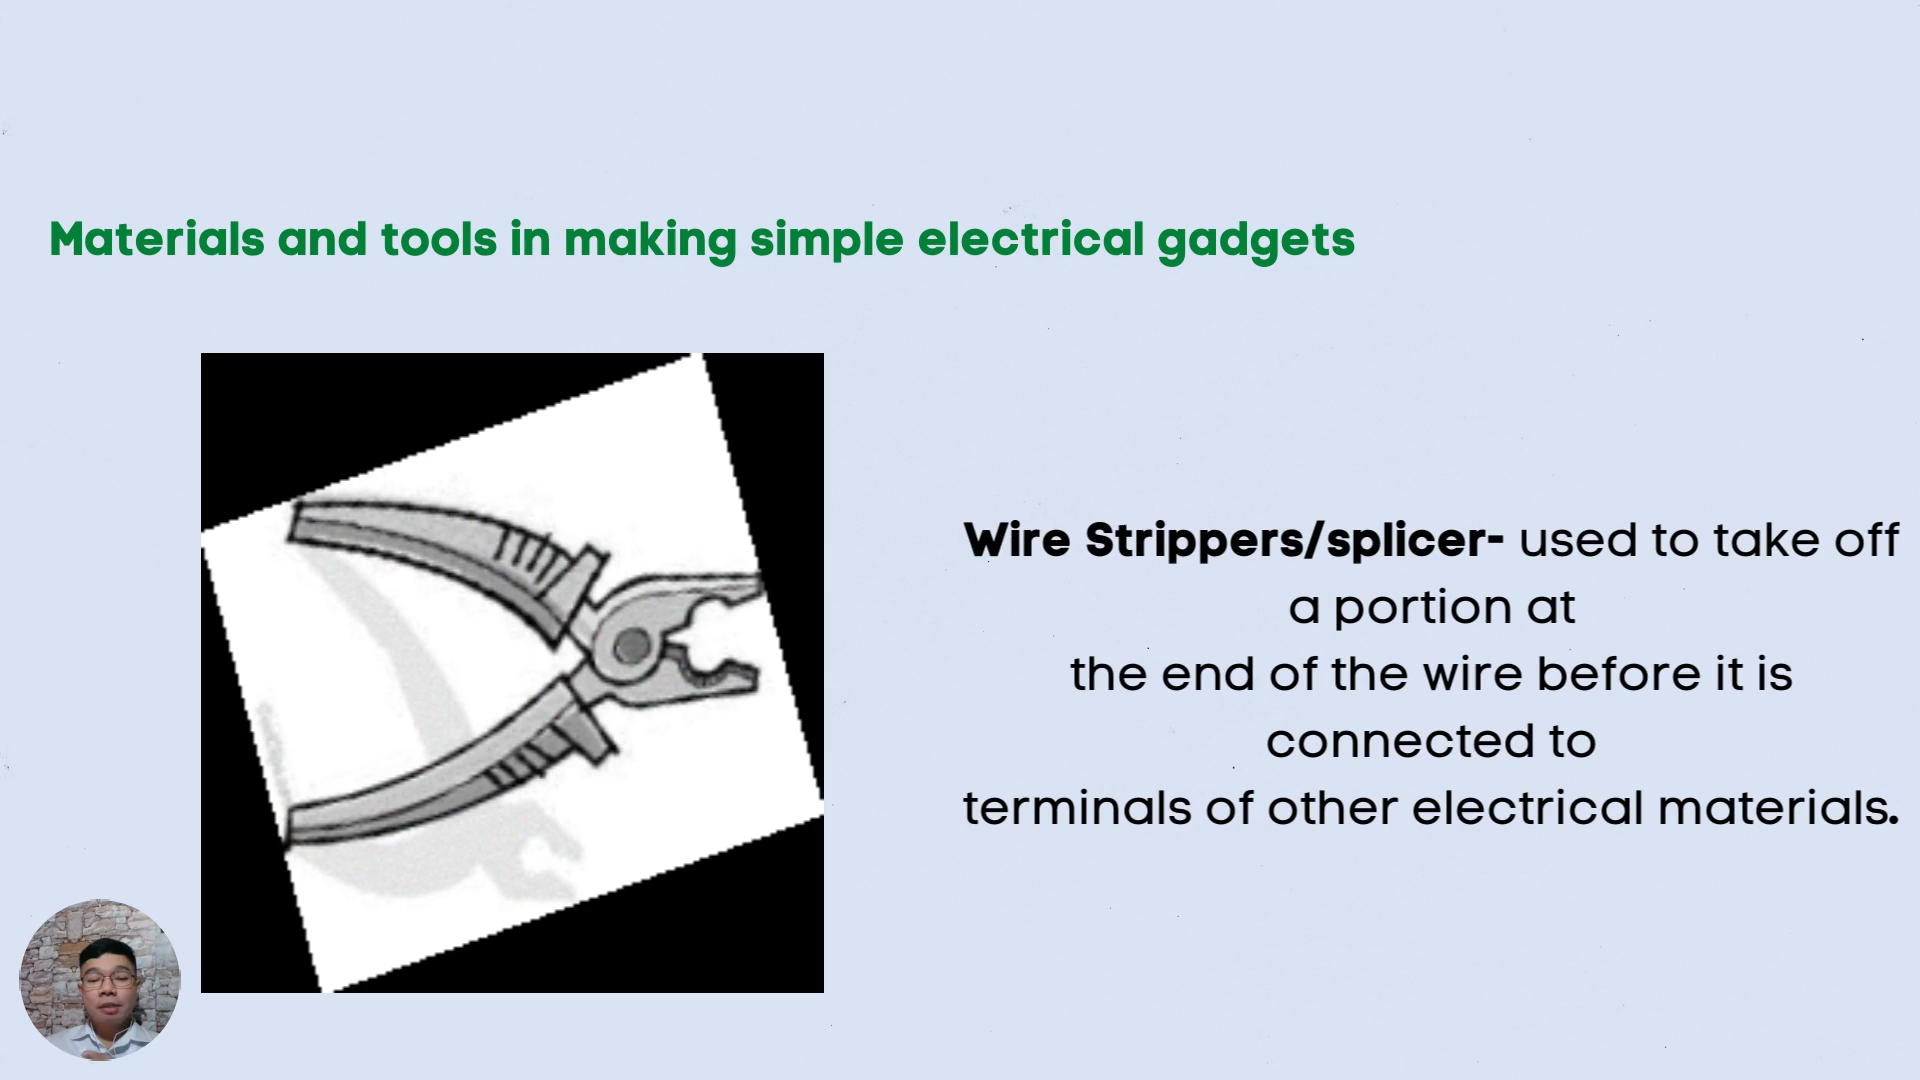 Materials and tools in making simple electrical gadgets
Wire Strippers/splicer- used to take off
a portion at
the end of the wire before it is
connected to
terminals of other electrical materials.